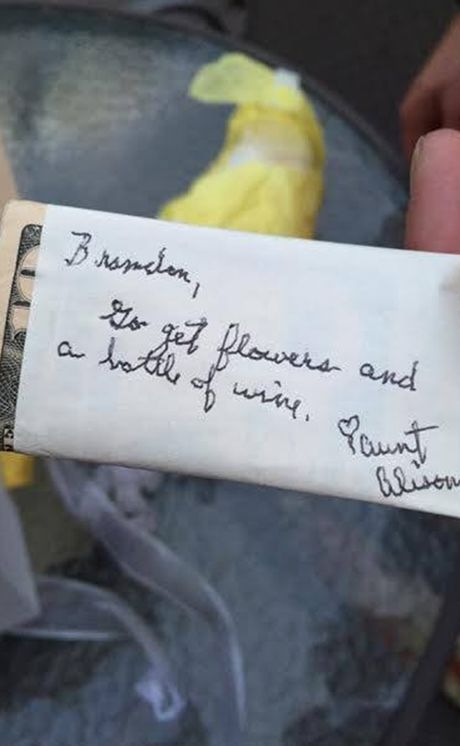 Brandon,
Go get flowers and
a bottle of wine.
♡ aunt
Alison